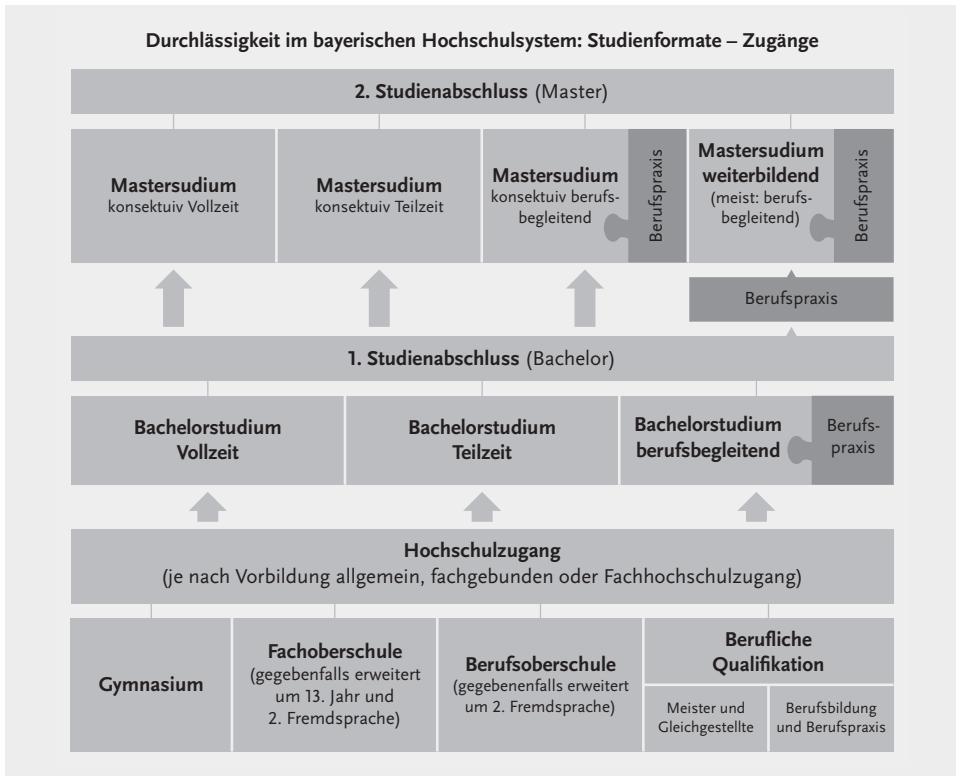 Durchlässigkeit im bayerischen Hochschulsystem: Studienformate – Zugänge
2. Studienabschluss (Master)
Mastersudium
konsektuiv Vollzeit
Mastersudium
konsektuiv Teilzeit
Mastersudium
konsektuiv berufs-
begleitend
Berufspraxis
Mastersudium
weiterbildend
(meist: berufs-
begleitend)
Berufspraxis
Berufspraxis
1. Studienabschluss (Bachelor)
Bachelorstudium
Vollzeit
Bachelorstudium
Teilzeit
Bachelorstudium
berufsbegleitend
Berufs-
praxis
Hochschulzugang
(je nach Vorbildung allgemein, fachgebunden oder Fachhochschulzugang)
Gymnasium
Fachoberschule
(gegebenfalls erweitert
um 13. Jahr und
2. Fremdsprache)
Berufsoberschule
(gegebenenfalls erweitert
um 2. Fremdsprache)
Berufliche
Qualifikation
Meister und
Gleichgestellte
Berufsbildung
und Berufspraxis